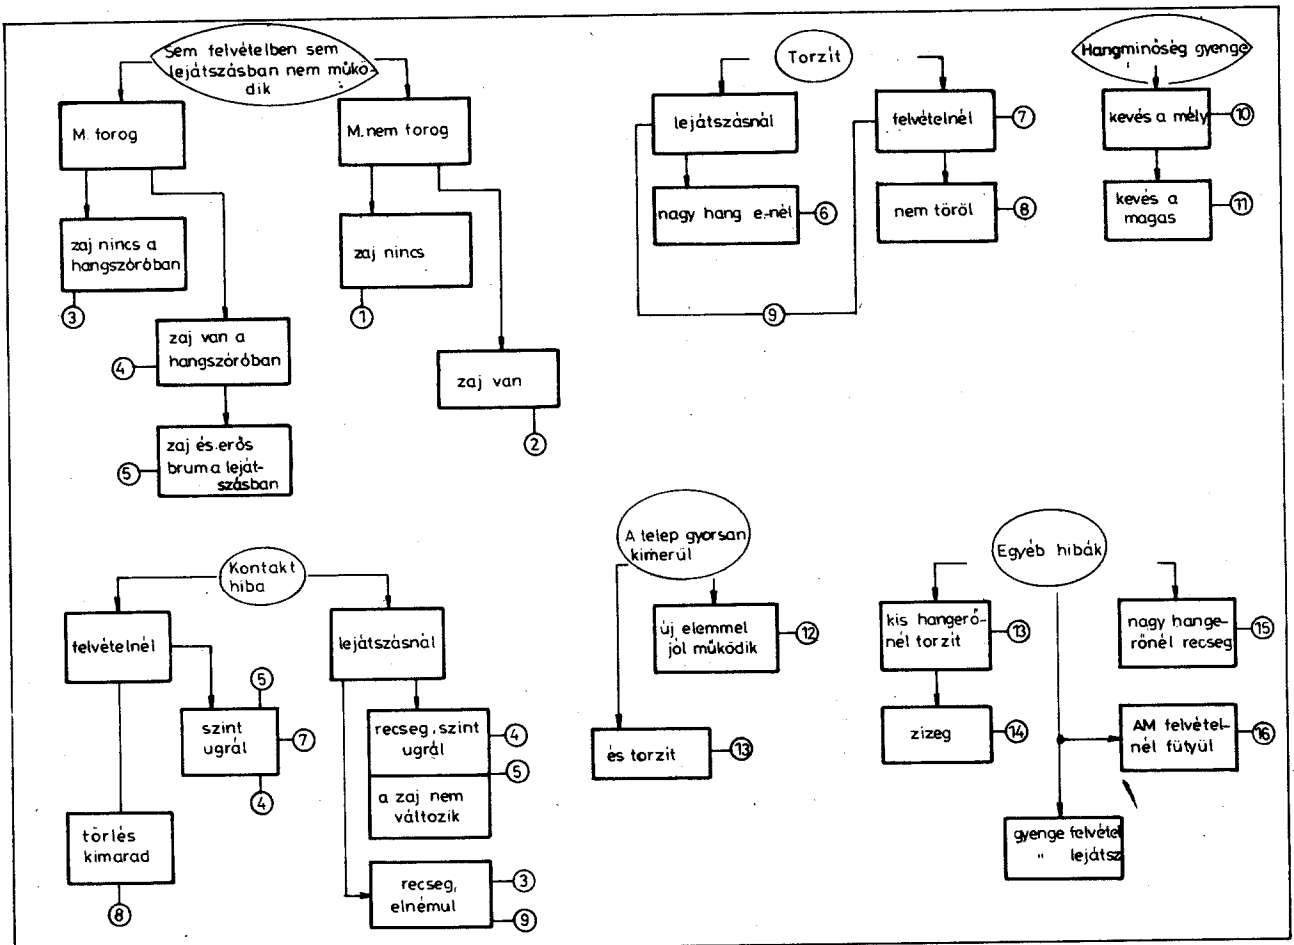 Sem felvételben sem
lejátszásban nem műkö-
dik
M. forog
M. nem forog
zaj nincs a
hangszóróban
3
zaj nincs
1
zaj van a
hangszóróban
4
zaj van
2
zaj és erős
brum a leját-
szásban
5
Torzít
lejátszásnál
felvételnél
7
nagy hang e.-nél
6
nem töröl
8
9
Hangminőség gyenge
kevés a mély
10
kevés a
magas
11
Kontakt
hiba
felvételnél
lejátszásnál
5
szint
ugrál
7
4
recseg, szint
ugrál
4
5
a zaj nem
változik
törlés
kimarad
8
recseg,
elnémul
3
9
A telep gyorsan
kimerül
új elemmel
jól működik
12
és torzít
13
Egyéb hibák
kis hangerő-
nél torzít
13
nagy hange-
rőnél recseg
15
zizeg
14
AM felvétel-
nél fütyül
16
gyenge felvétel
" lejátsz